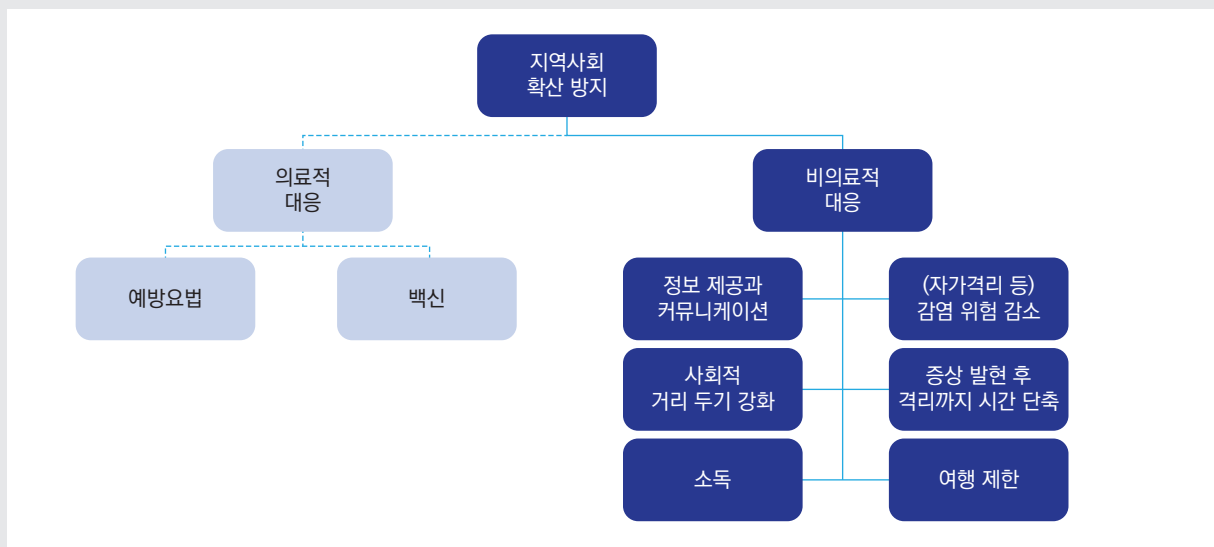 지역사회
확산 방지
의료적
대응
비의료적
대응
예방요법
백신
정보 제공과
커뮤니케이션
(자가격리 등)
감염 위험 감소
사회적
거리 두기 강화
증상 발현 후
격리까지 시간 단축
소독
여행 제한